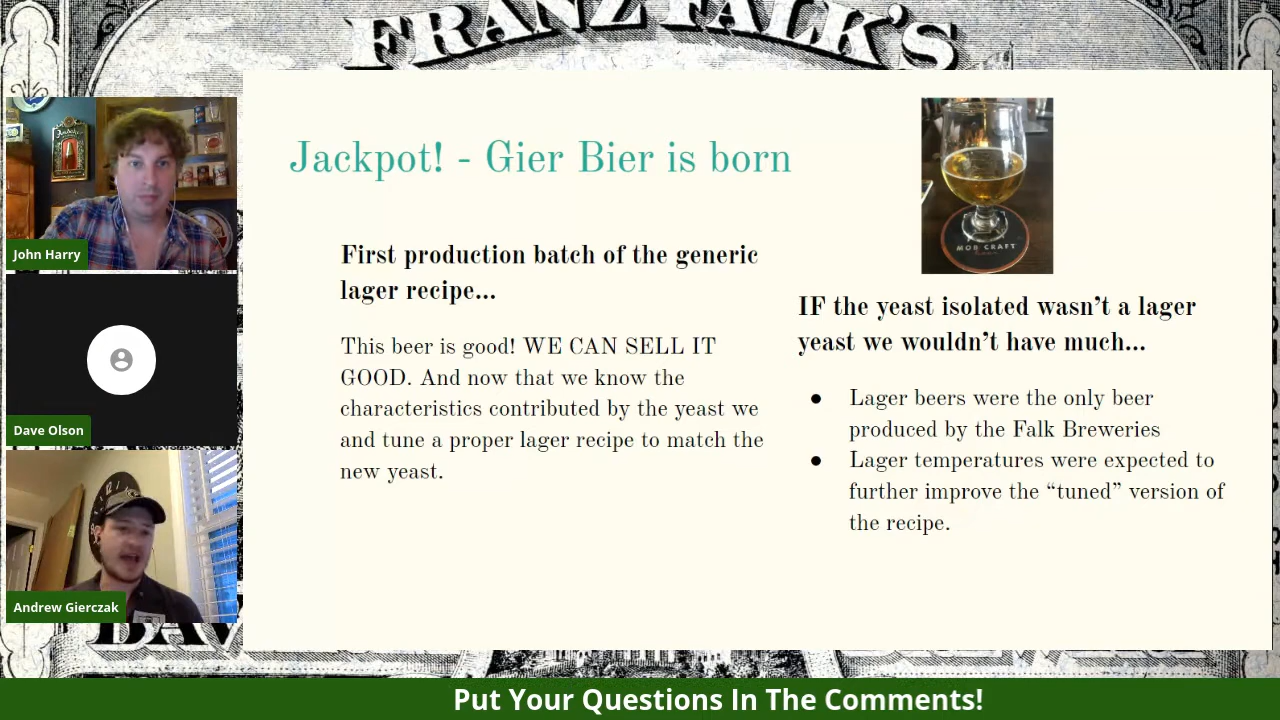 FRANZ FALK'S
John Harry
Dave Olson
Andrew Gierczak
Jackpot! - Gier Bier is born
First production batch of the generic
lager recipe...
This beer is good! WE CAN SELL IT
GOOD. And now that we know the
characteristics contributed by the yeast we
and tune a proper lager recipe to match the
new yeast.
MOB CRAFT
IF the yeast isolated wasn't a lager
yeast we wouldn't have much...
● Lager beers were the only beer
produced by the Falk Breweries
● Lager temperatures were expected to
further improve the “tuned” version of
the recipe.
Put Your Questions In The Comments!